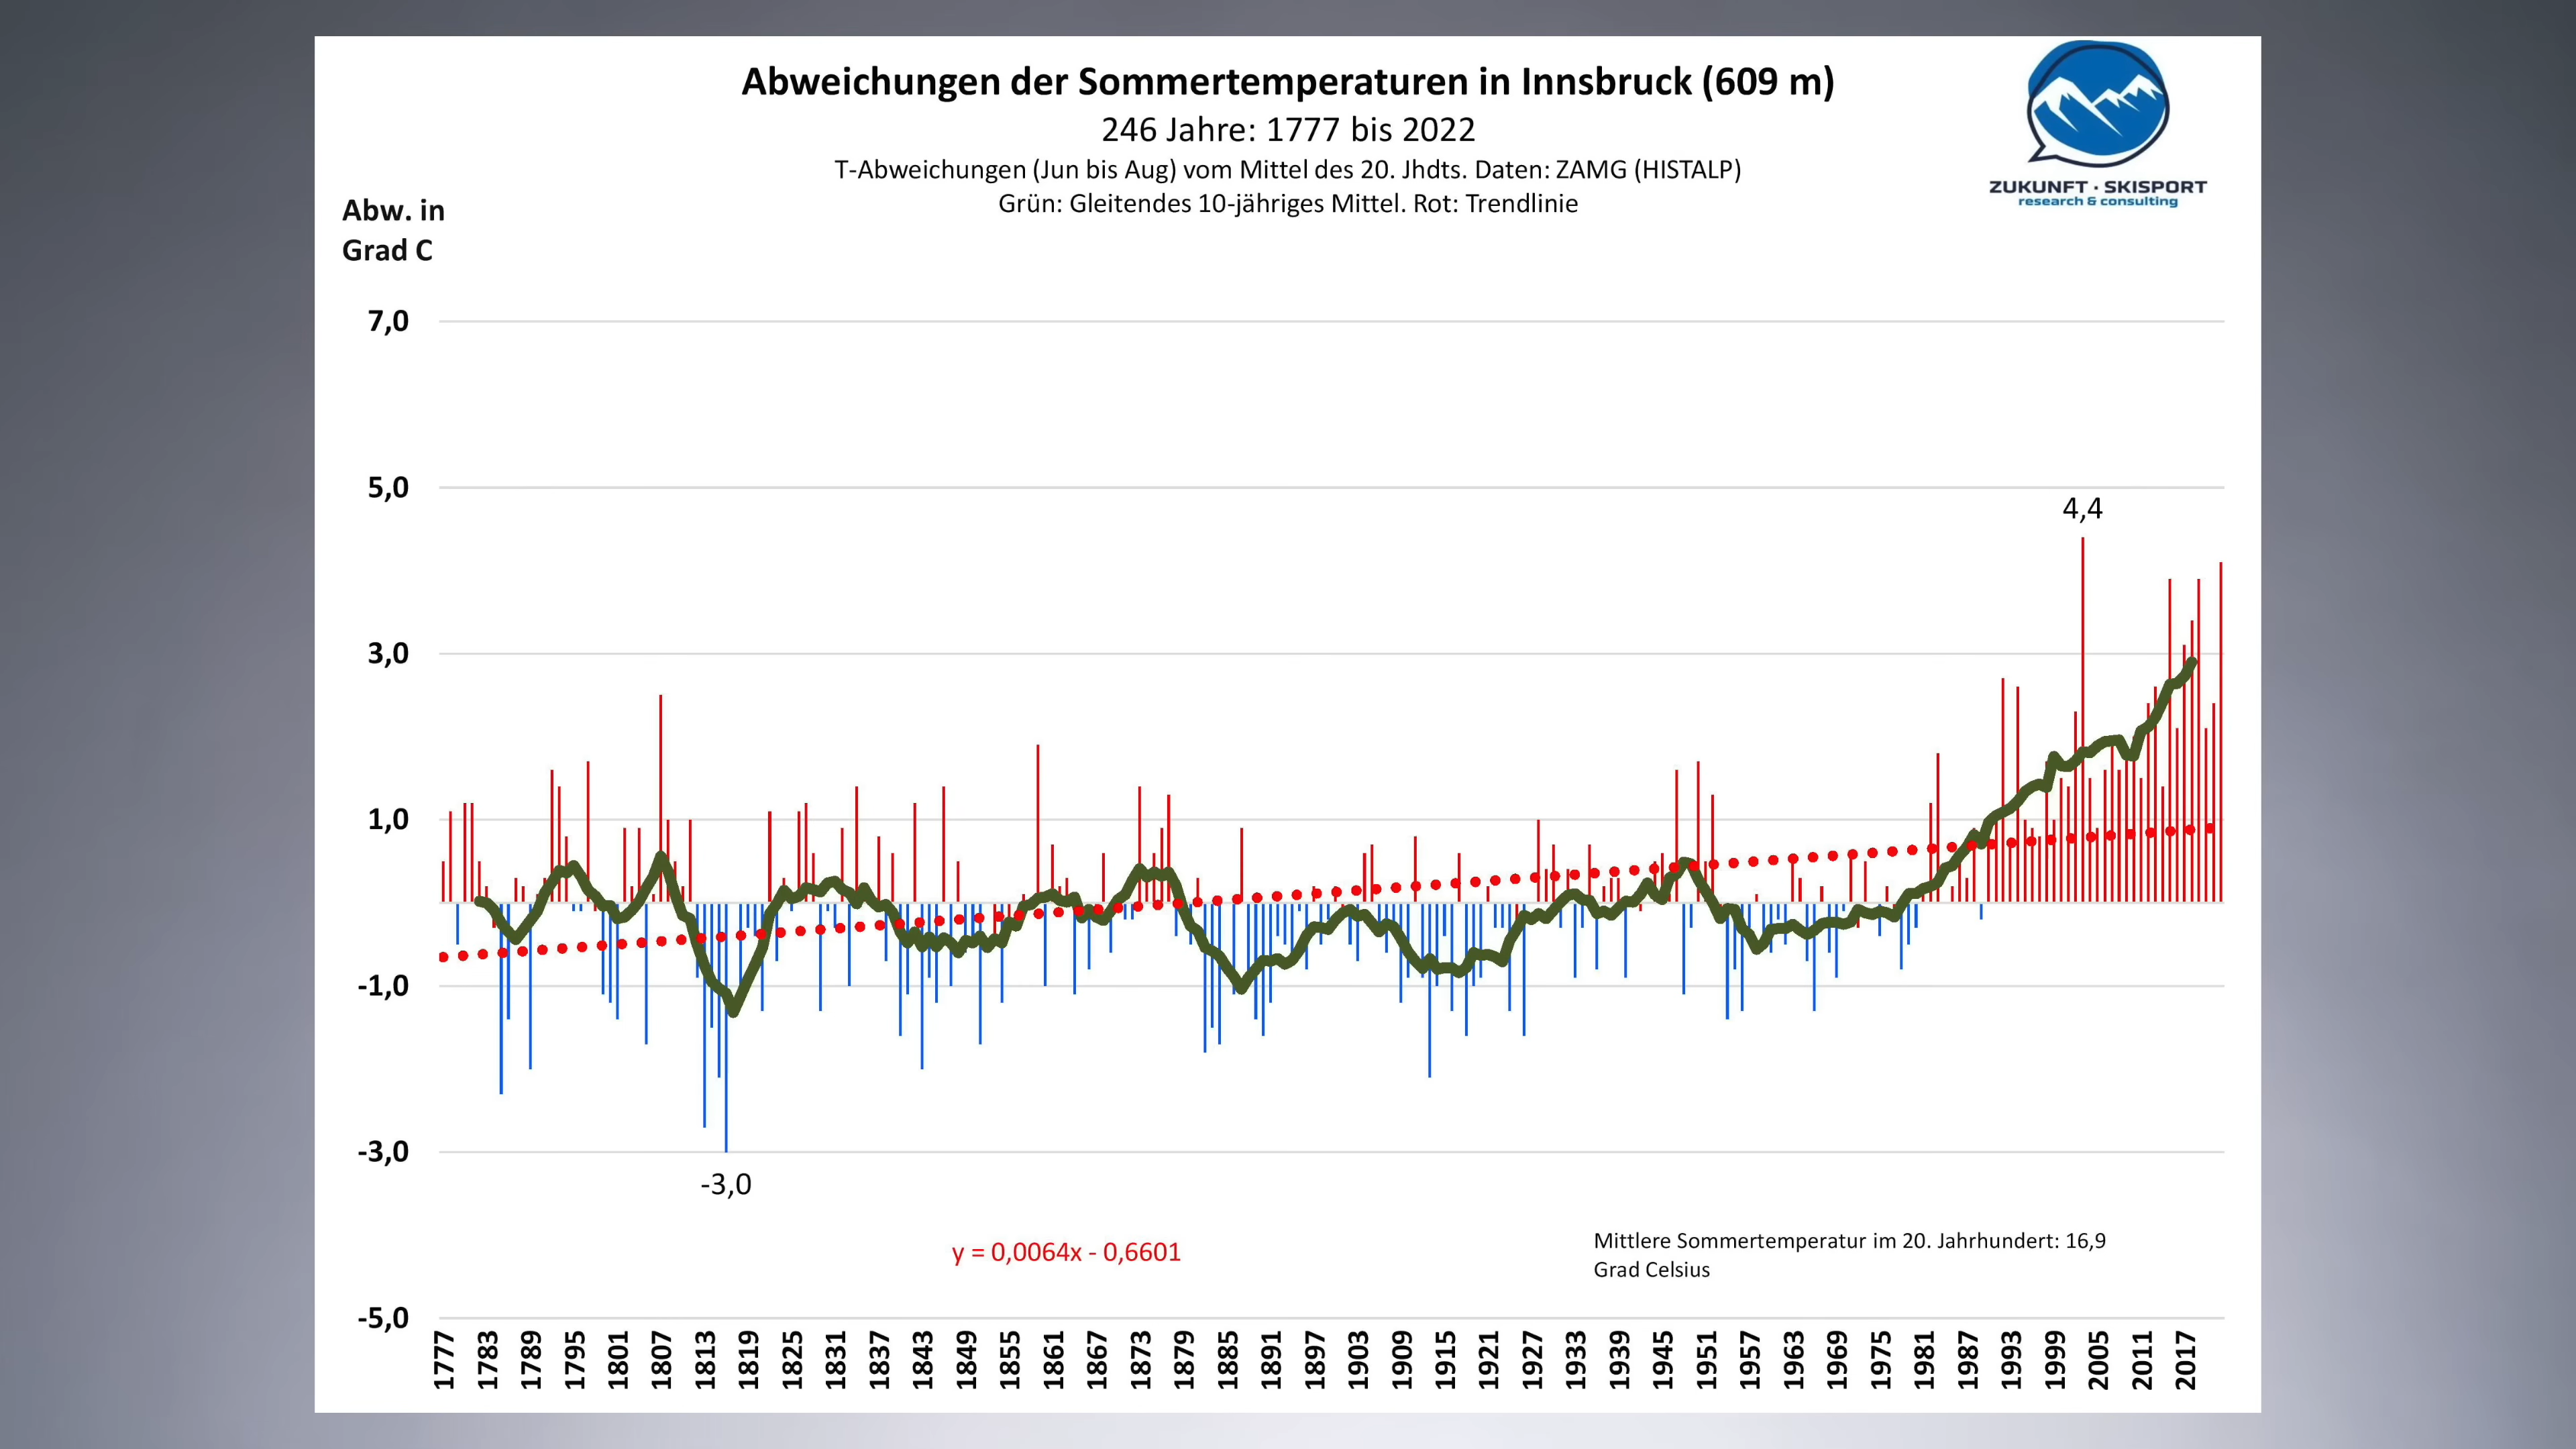 Abweichungen der Sommertemperaturen in Innsbruck (609 m)
246 Jahre: 1777 bis 2022
T-Abweichungen (Jun bis Aug) vom Mittel des 20. Jhdts. Daten: ZAMG (HISTALP)
Grün: Gleitendes 10-jähriges Mittel. Rot: Trendlinie
ZUKUNFT · SKISPORT
research & consulting
Abw. in
Grad C
7,0
5,0
4,4
3,0
1,0
-1,0
-3,0
-3,0
y = 0,0064x - 0,6601
Mittlere Sommertemperatur im 20. Jahrhundert: 16,9
Grad Celsius
-5,0
1777 1783 1789 1795 1801 1807 1813 1819 1825 1831 1837 1843 1849 1855 1861 1867 1873 1879 1885 1891 1897 1903 1909 1915 1921 1927 1933 1939 1945 1951 1957 1963 1969 1975 1981 1987 1993 1999 2005 2011 2017